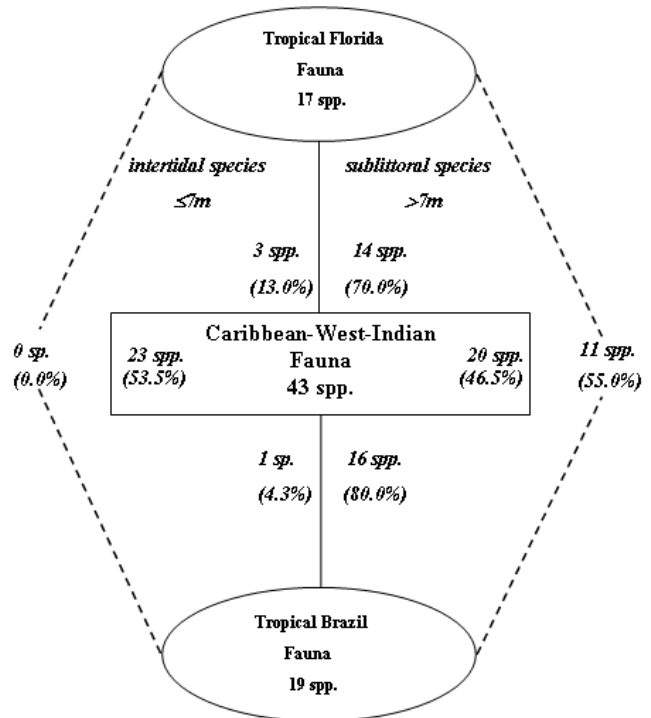 Tropical Florida
Fauna
17 spp.
intertidal species
≤7m
sublittoral species
>7m
3 spp.
(13.0%)
14 spp.
(70.0%)
0 sp.
(0.0%)
23 spp.
(53.5%)
Caribbean-West-Indian
Fauna
43 spp.
20 spp.
(46.5%)
11 spp.
(55.0%)
1 sp.
(4.3%)
16 spp.
(80.0%)
Tropical Brazil
Fauna
19 spp.